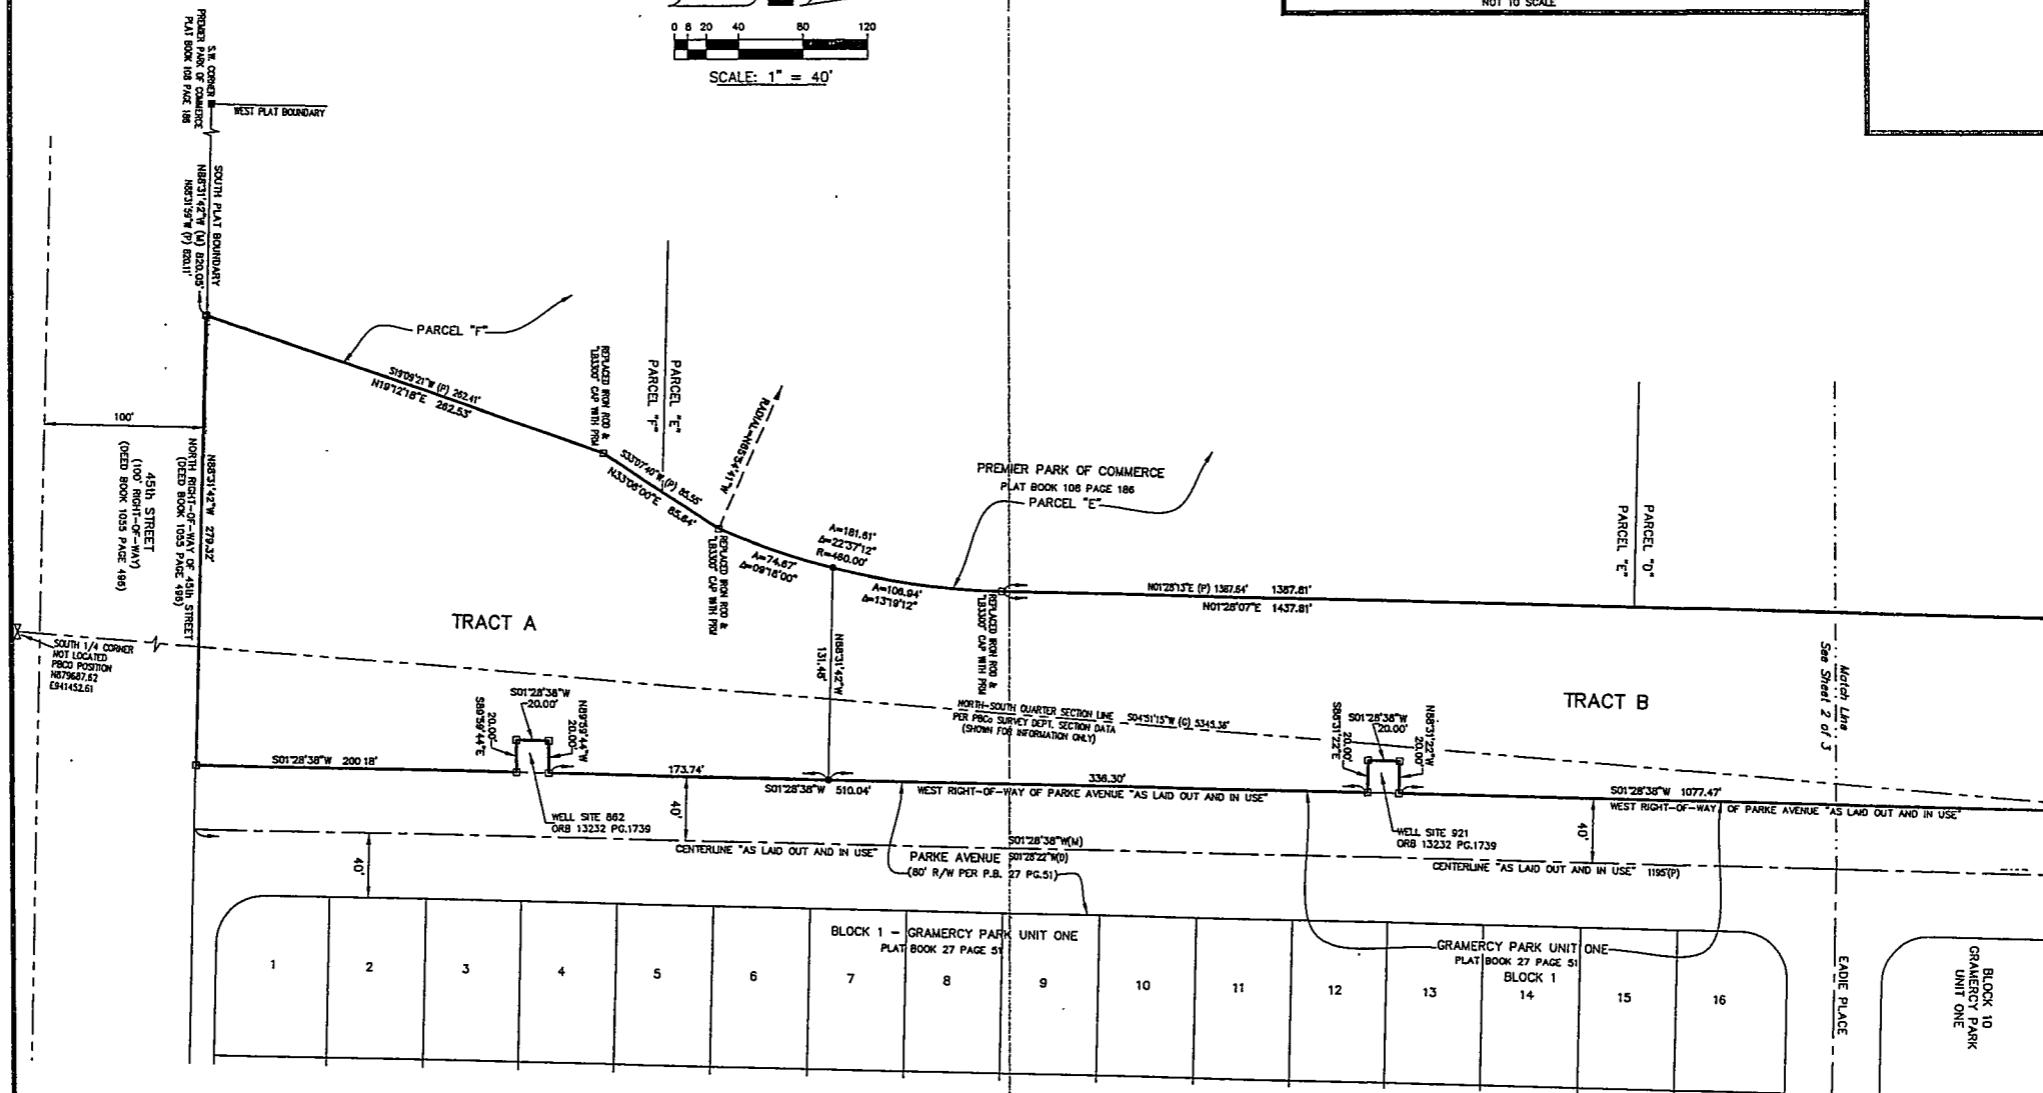 NOT TO SCALE
0 8 20 40 80 120
SCALE: 1" = 40'
S.W. CORNER
PREMIER PARK OF COMMERCE
PLAT BOOK 108 PAGE 186
WEST PLAT BOUNDARY
SOUTH PLAT BOUNDARY
N88°31'42"W (M) 820.05'
N88°31'59"W (P) 820.11'
PARCEL "F"
S19°09'21"W (P) 262.41'
N19°12'18"E 262.53'
REPLACED IRON ROD &
"LB3300" CAP WITH PRM
PARCEL "E"
PARCEL "F"
S33°07'40"W (P) 85.55'
N33°06'00"E 85.64'
RADIAL=N65°54'41"W
REPLACED IRON ROD &
"LB3300" CAP WITH PRM
A=181.61'
Δ=22°37'12"
R=460.00'
A=74.67'
Δ=09°18'00"
A=106.94'
Δ=13°19'12"
PREMIER PARK OF COMMERCE
PLAT BOOK 108 PAGE 186
PARCEL "E"
REPLACED IRON ROD &
"LB3300" CAP WITH PRM
N01°28'13"E (P) 1387.64' 1387.81'
N01°28'07"E 1437.81'
PARCEL "D"
PARCEL "E"
Match Line
See Sheet 2 of 3
100'
45th STREET
(100' RIGHT-OF-WAY)
(DEED BOOK 1055 PAGE 496)
N88°31'42"W 279.32'
NORTH RIGHT-OF-WAY OF 45th STREET
(DEED BOOK 1055 PAGE 496)
SOUTH 1/4 CORNER
NOT LOCATED
PBCO POSITION
N879687.62
E941452.61
TRACT A
N88°31'42"W
131.48'
NORTH-SOUTH QUARTER SECTION LINE S04°51'15"W (G) 5345.36'
PER PBCo SURVEY DEPT. SECTION DATA
(SHOWN FOR INFORMATION ONLY)
TRACT B
S01°28'38"W
20.00'
S89°59'44"E
20.00'
N89°59'44"W
20.00'
S01°28'38"W
20.00'
S88°31'22"E
20.00'
N88°31'22"W
20.00'
S01°28'38"W 200.18'
173.74'
S01°28'38"W 510.04'
336.30'
WEST RIGHT-OF-WAY OF PARKE AVENUE "AS LAID OUT AND IN USE"
S01°28'38"W 1077.47'
WEST RIGHT-OF-WAY OF PARKE AVENUE "AS LAID OUT AND IN USE"
WELL SITE 862
ORB 13232 PG.1739
WELL SITE 921
ORB 13232 PG.1739
40'
40'
40'
CENTERLINE "AS LAID OUT AND IN USE"
S01°28'38"W(M)
PARKE AVENUE S01°28'22"W(D)
(80' R/W PER P.B. 27 PG.51)
CENTERLINE "AS LAID OUT AND IN USE" 1195'(P)
BLOCK 1 - GRAMERCY PARK UNIT ONE
PLAT BOOK 27 PAGE 51
GRAMERCY PARK UNIT ONE
PLAT BOOK 27 PAGE 51
BLOCK 1
1 2 3 4 5 6 7 8 9 10 11 12 13 14 15 16
EADIE PLACE
BLOCK 10
GRAMERCY PARK
UNIT ONE